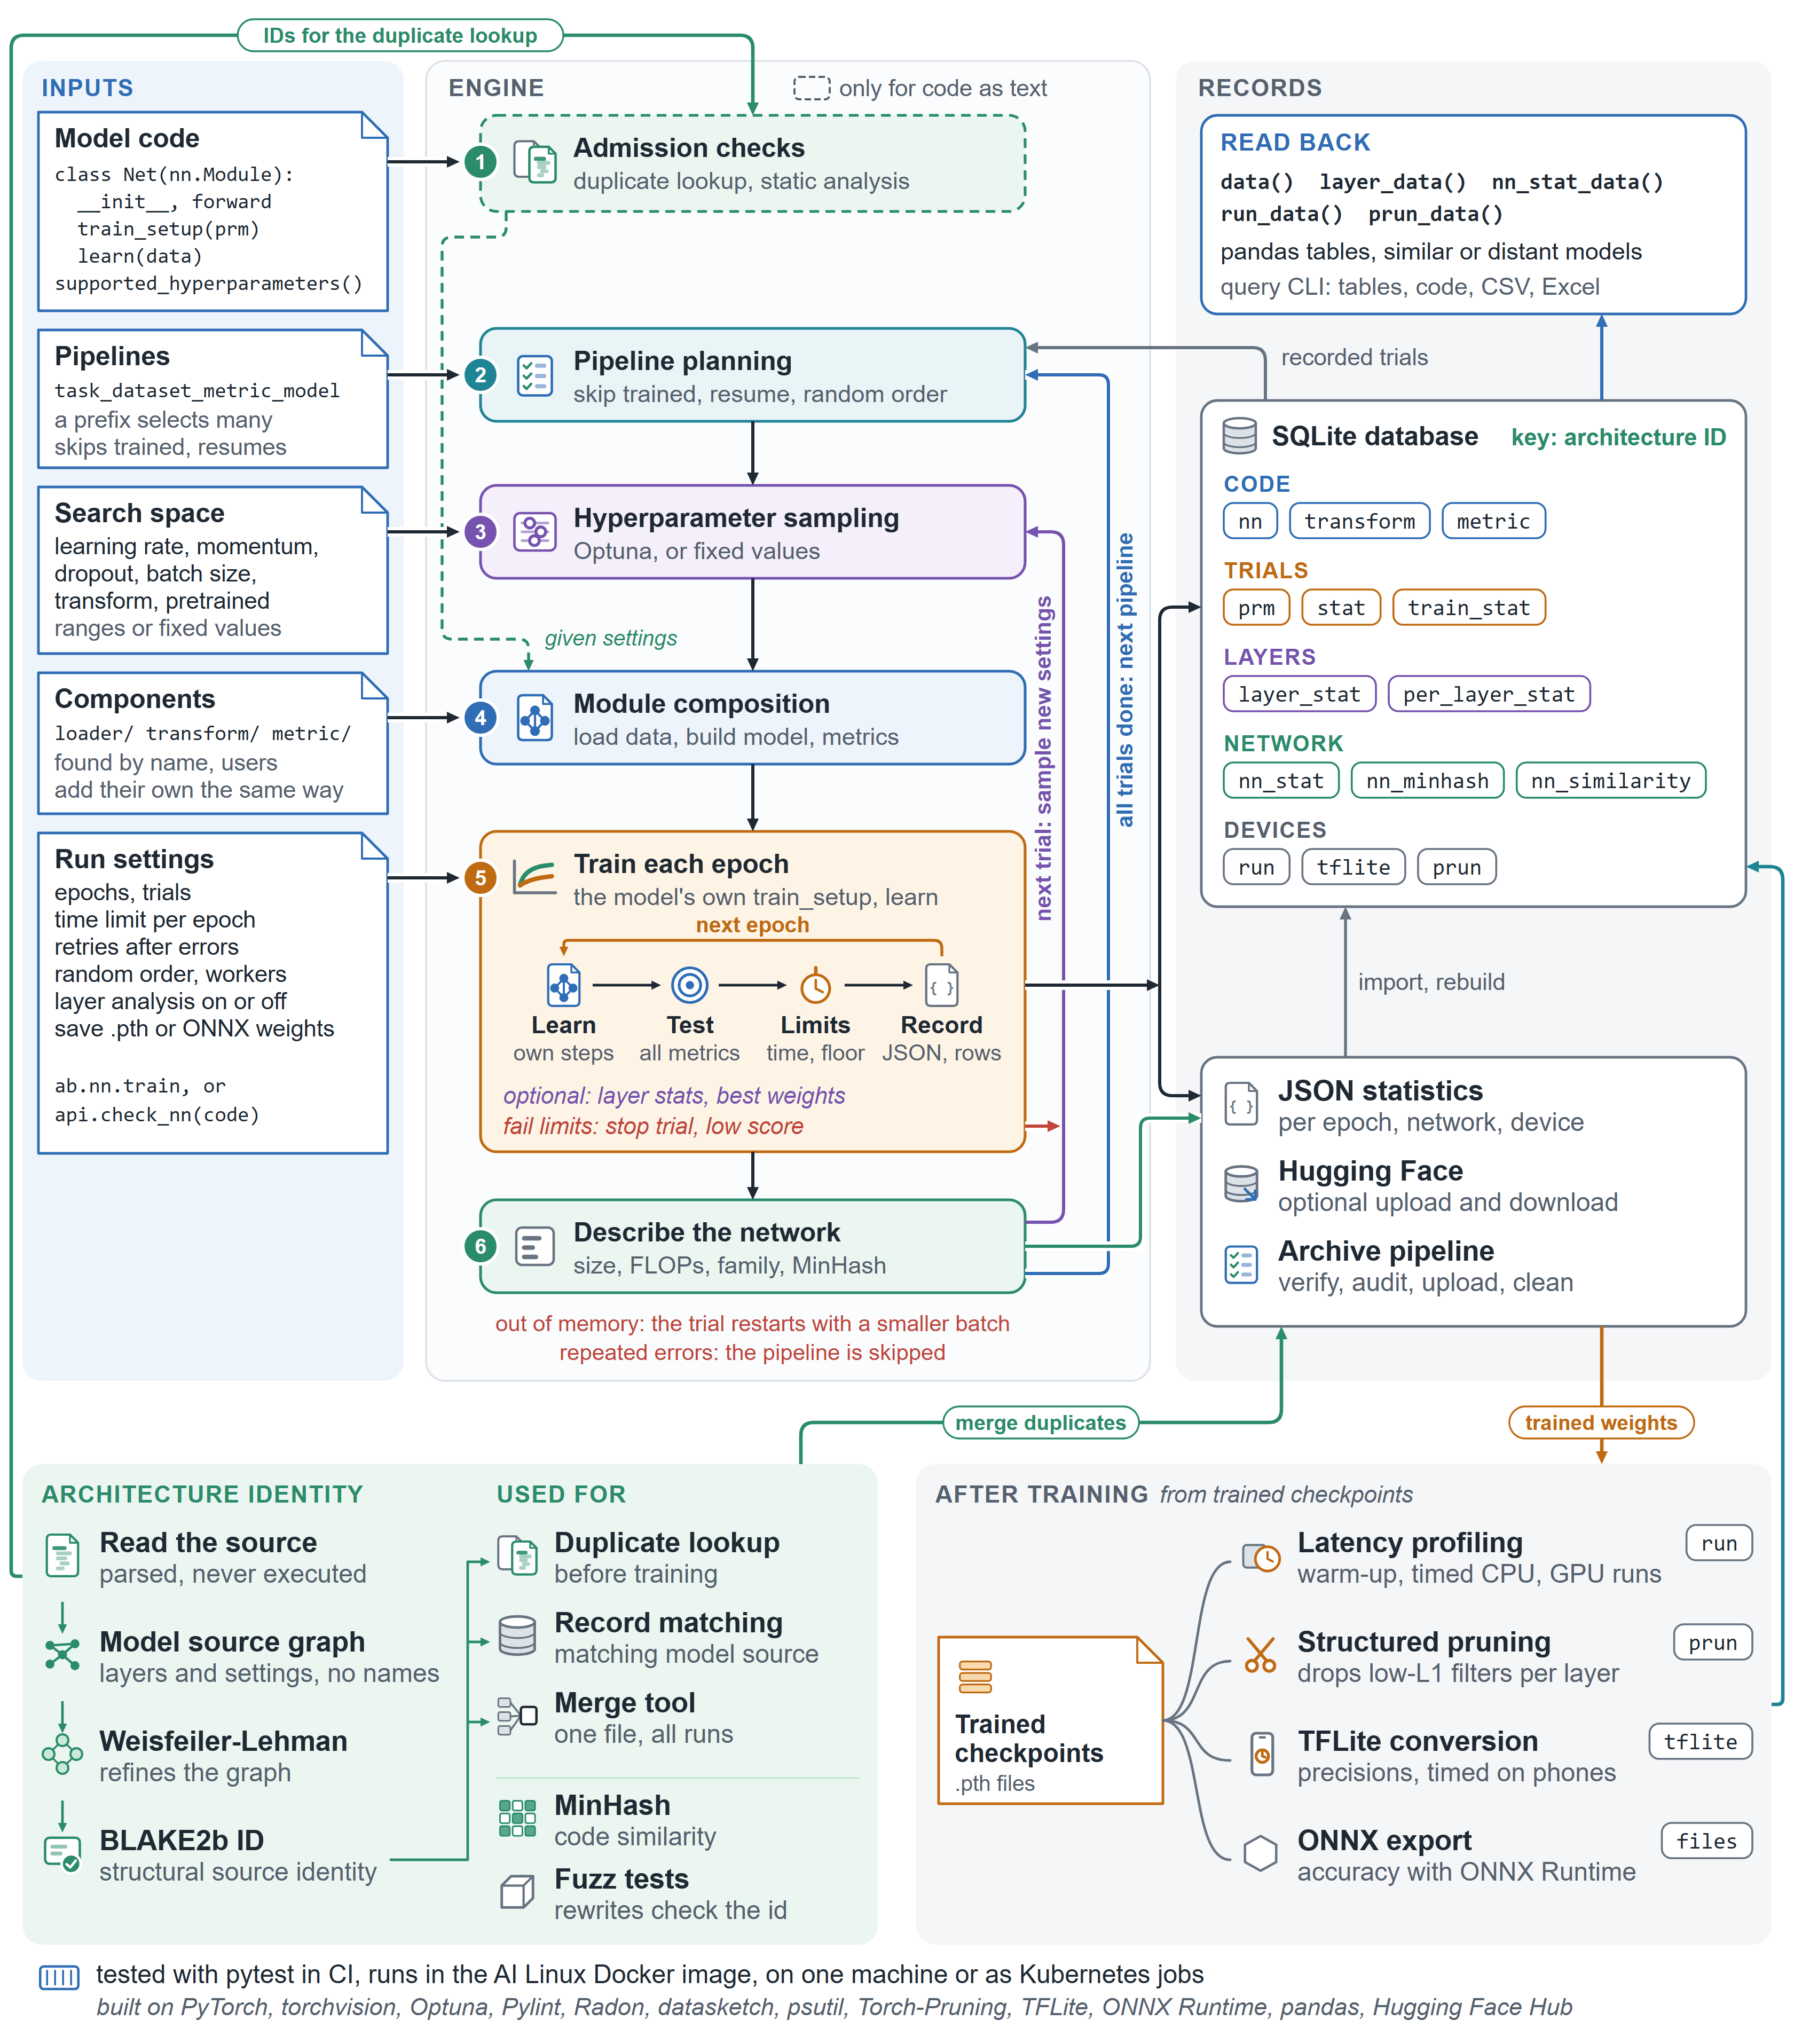 IDs for the duplicate lookup
INPUTS
Model code
class Net(nn.Module):
__init__, forward
train_setup(prm)
learn(data)
supported_hyperparameters()
Pipelines
task_dataset_metric_model
a prefix selects many
skips trained, resumes
Search space
learning rate, momentum,
dropout, batch size,
transform, pretrained
ranges or fixed values
Components
loader/ transform/ metric/
found by name, users
add their own the same way
Run settings
epochs, trials
time limit per epoch
retries after errors
random order, workers
layer analysis on or off
save .pth or ONNX weights
ab.nn.train, or
api.check_nn(code)
ENGINE
only for code as text
1
Admission checks
duplicate lookup, static analysis
2
Pipeline planning
skip trained, resume, random order
3
Hyperparameter sampling
Optuna, or fixed values
given settings
4
Module composition
load data, build model, metrics
5
Train each epoch
the model's own train_setup, learn
next epoch
Learn
own steps
Test
all metrics
Limits
time, floor
Record
JSON, rows
optional: layer stats, best weights
fail limits: stop trial, low score
6
Describe the network
size, FLOPs, family, MinHash
out of memory: the trial restarts with a smaller batch
repeated errors: the pipeline is skipped
next trial: sample new settings
all trials done: next pipeline
RECORDS
READ BACK
data() layer_data() nn_stat_data()
run_data() prun_data()
pandas tables, similar or distant models
query CLI: tables, code, CSV, Excel
recorded trials
SQLite database key: architecture ID
CODE
nn transform metric
TRIALS
prm stat train_stat
LAYERS
layer_stat per_layer_stat
NETWORK
nn_stat nn_minhash nn_similarity
DEVICES
run tflite prun
import, rebuild
JSON statistics
per epoch, network, device
Hugging Face
optional upload and download
Archive pipeline
verify, audit, upload, clean
merge duplicates
trained weights
ARCHITECTURE IDENTITY
Read the source
parsed, never executed
Model source graph
layers and settings, no names
Weisfeiler-Lehman
refines the graph
BLAKE2b ID
structural source identity
USED FOR
Duplicate lookup
before training
Record matching
matching model source
Merge tool
one file, all runs
MinHash
code similarity
Fuzz tests
rewrites check the id
AFTER TRAINING from trained checkpoints
Trained
checkpoints
.pth files
Latency profiling
warm-up, timed CPU, GPU runs
run
Structured pruning
drops low-L1 filters per layer
prun
TFLite conversion
precisions, timed on phones
tflite
ONNX export
accuracy with ONNX Runtime
files
tested with pytest in CI, runs in the AI Linux Docker image, on one machine or as Kubernetes jobs
built on PyTorch, torchvision, Optuna, Pylint, Radon, datasketch, psutil, Torch-Pruning, TFLite, ONNX Runtime, pandas, Hugging Face Hub